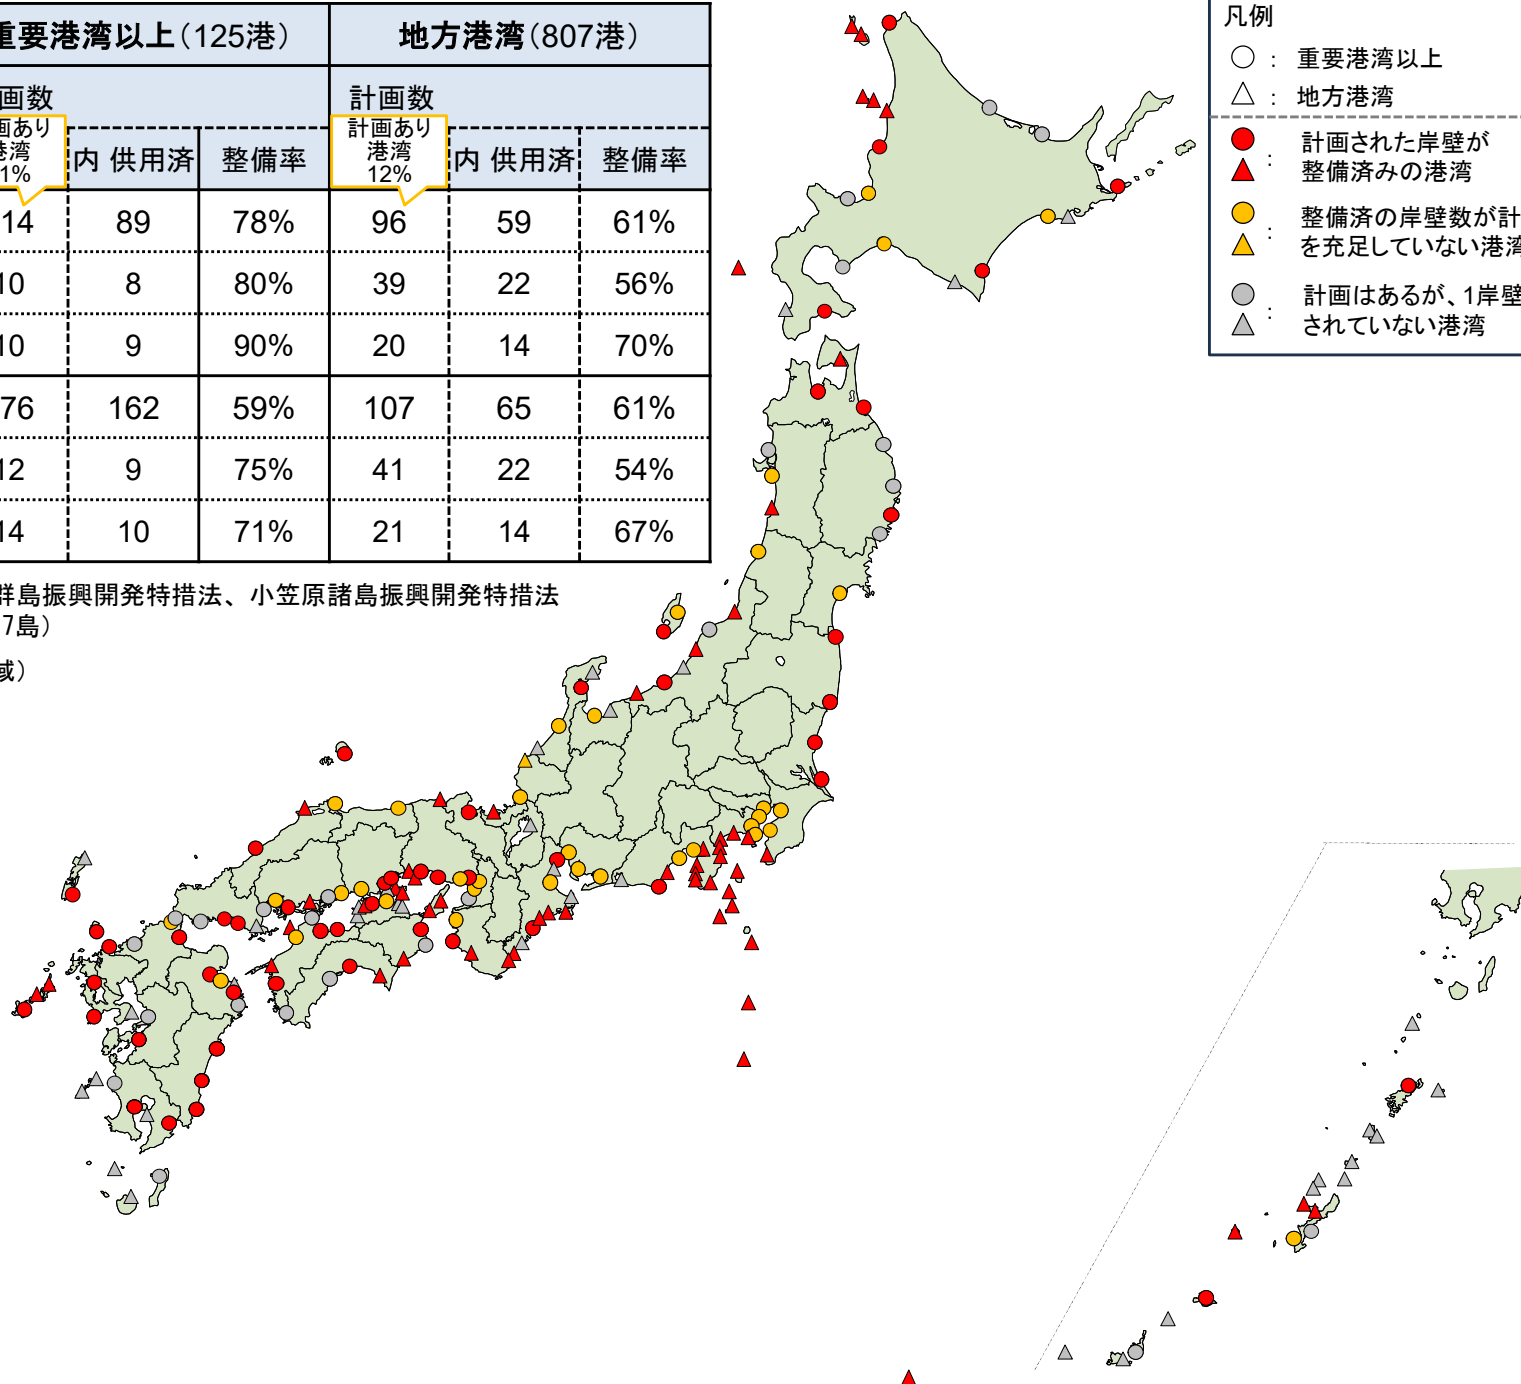 重要港湾以上（125港） 地方港湾（807港）
画数 計画数
画あり
港湾
1%
内 供用済 整備率
計画あり
港湾
12%
内 供用済 整備率
14 89 78% 96 59 61%
10 8 80% 39 22 56%
10 9 90% 20 14 70%
76 162 59% 107 65 61%
12 9 75% 41 22 54%
14 10 71% 21 14 67%
群島振興開発特措法、小笠原諸島振興開発特措法
7島）
域）
凡例
： 重要港湾以上
： 地方港湾
： 計画された岸壁が
整備済みの港湾
： 整備済の岸壁数が計
を充足していない港湾
： 計画はあるが、1岸壁
されていない港湾